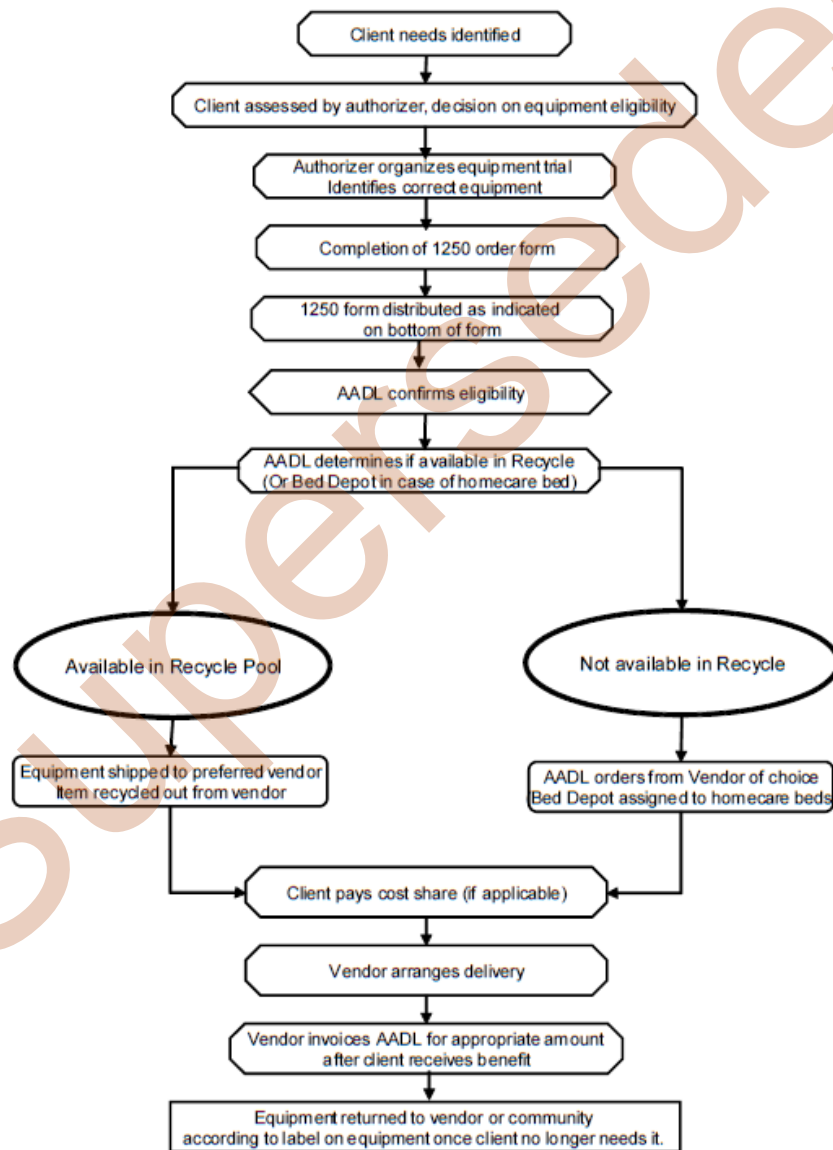 Client needs identified
Client assessed by authorizer, decision on equipment eligibility
Authorizer organizes equipment trial
Identifies correct equipment
Completion of 1250 order form
1250 form distributed as indicated
on bottom of form
AADL confirms eligibility
AADL determines if available in Recycle
(Or Bed Depot in case of homecare bed)
Available in Recycle Pool
Not available in Recycle
Equipment shipped to preferred vendor
Item recycled out from vendor
AADL orders from Vendor of choice
(Bed Depot assigned to homecare beds
Client pays cost share (if applicable)
Vendor arranges delivery
Vendor invoices AADL for appropriate amount
after client receives benefit
Equipment returned to vendor or community
according to label on equipment once client no longer needs it.
Supersede